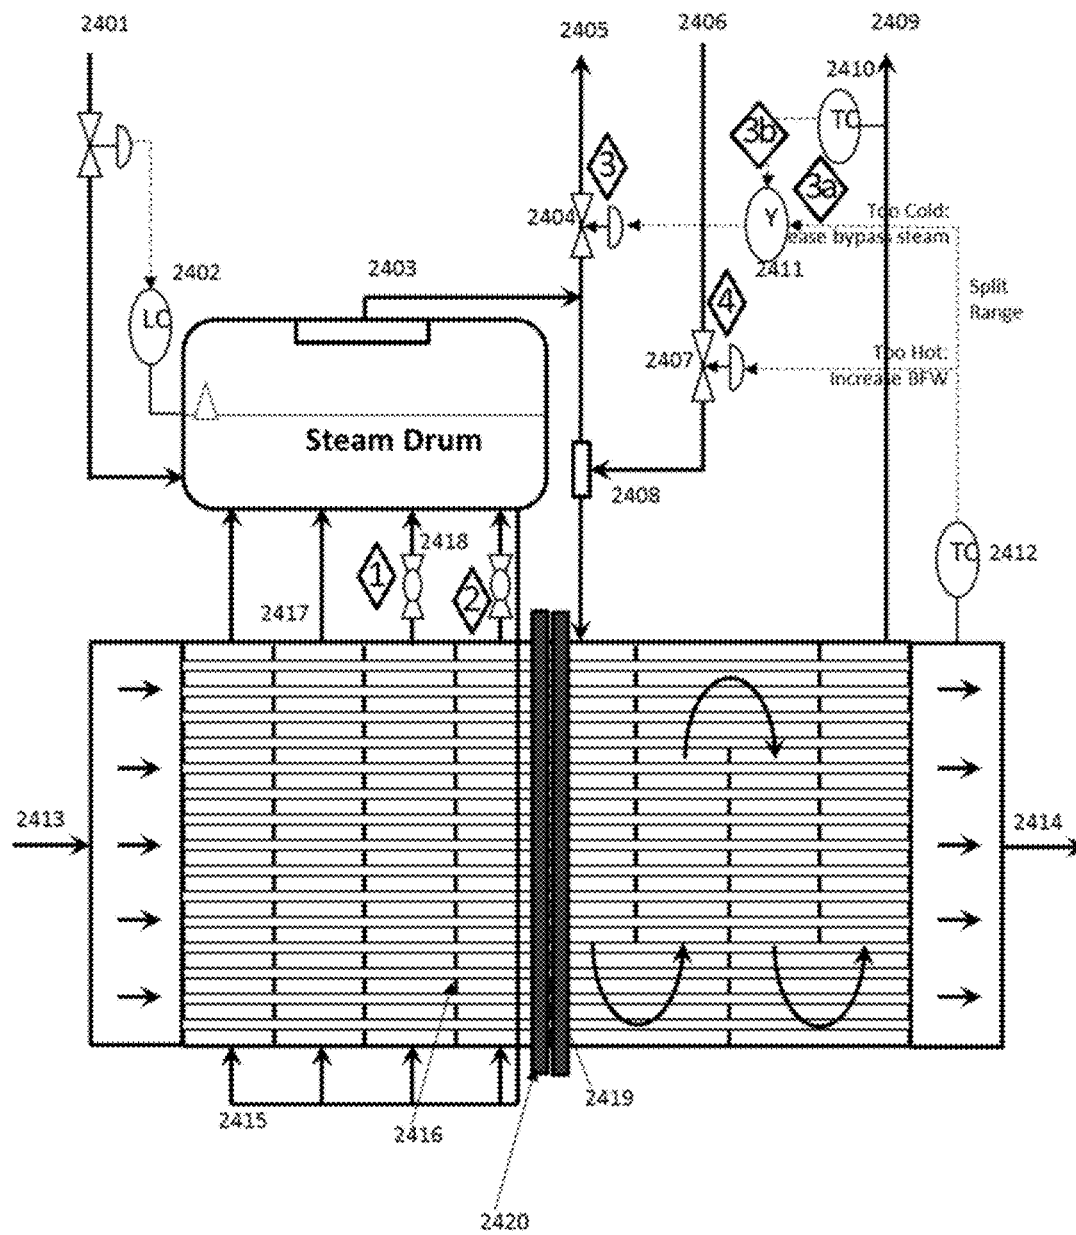 2401
2405
2406
2409
2410
TC
3b
3
3a
2404
Y
Too Cold:
ease bypass steam
2411
2403
2402
LC
4
Split
Range
2407
Too Hot:
Increase BFW
Steam Drum
2408
2418
1
2
2417
TC
2412
2413
2414
2415
2416
2419
2420